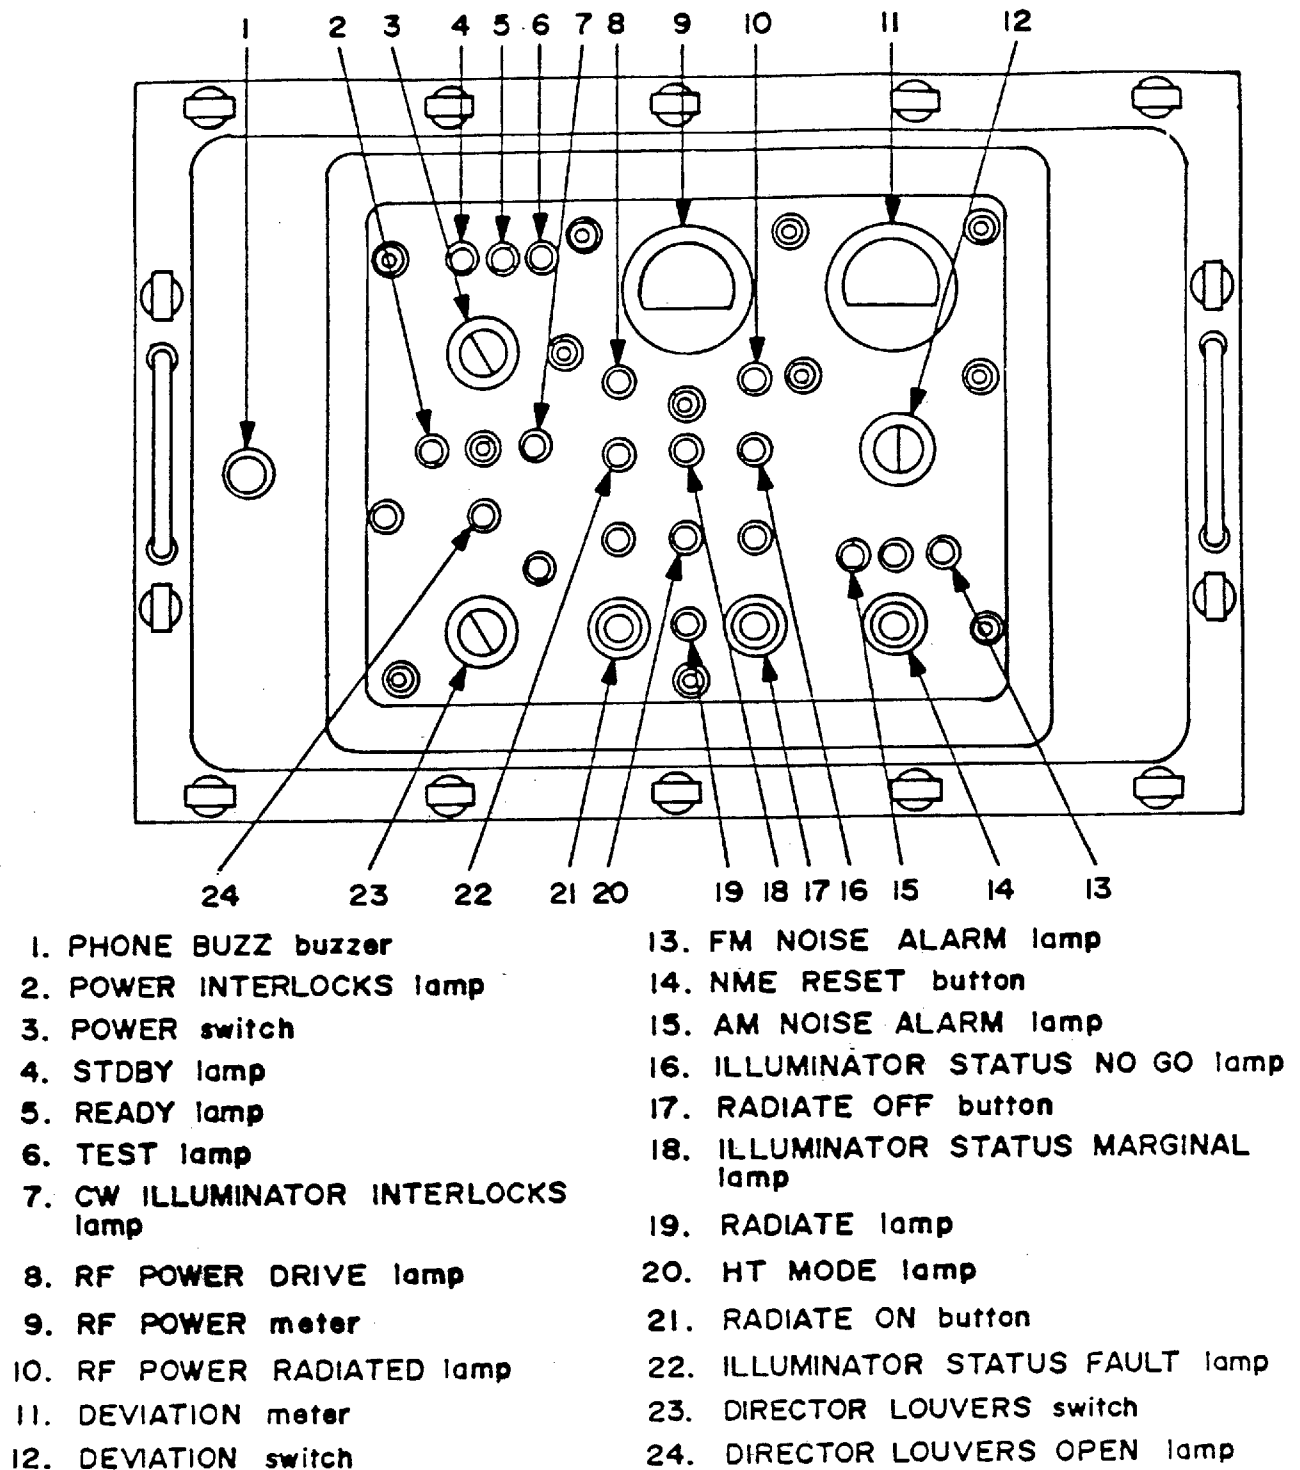 1 2 3 4 5 6 7 8 9 10 11 12
24 23 22 21 20 19 18 17 16 15 14 13
1. PHONE BUZZ buzzer
2. POWER INTERLOCKS lamp
3. POWER switch
4. STDBY lamp
5. READY lamp
6. TEST lamp
7. CW ILLUMINATOR INTERLOCKS
lamp
8. RF POWER DRIVE lamp
9. RF POWER meter
10. RF POWER RADIATED lamp
11. DEVIATION meter
12. DEVIATION switch
13. FM NOISE ALARM lamp
14. NME RESET button
15. AM NOISE ALARM lamp
16. ILLUMINATOR STATUS NO GO lamp
17. RADIATE OFF button
18. ILLUMINATOR STATUS MARGINAL
lamp
19. RADIATE lamp
20. HT MODE lamp
21. RADIATE ON button
22. ILLUMINATOR STATUS FAULT lamp
23. DIRECTOR LOUVERS switch
24. DIRECTOR LOUVERS OPEN lamp